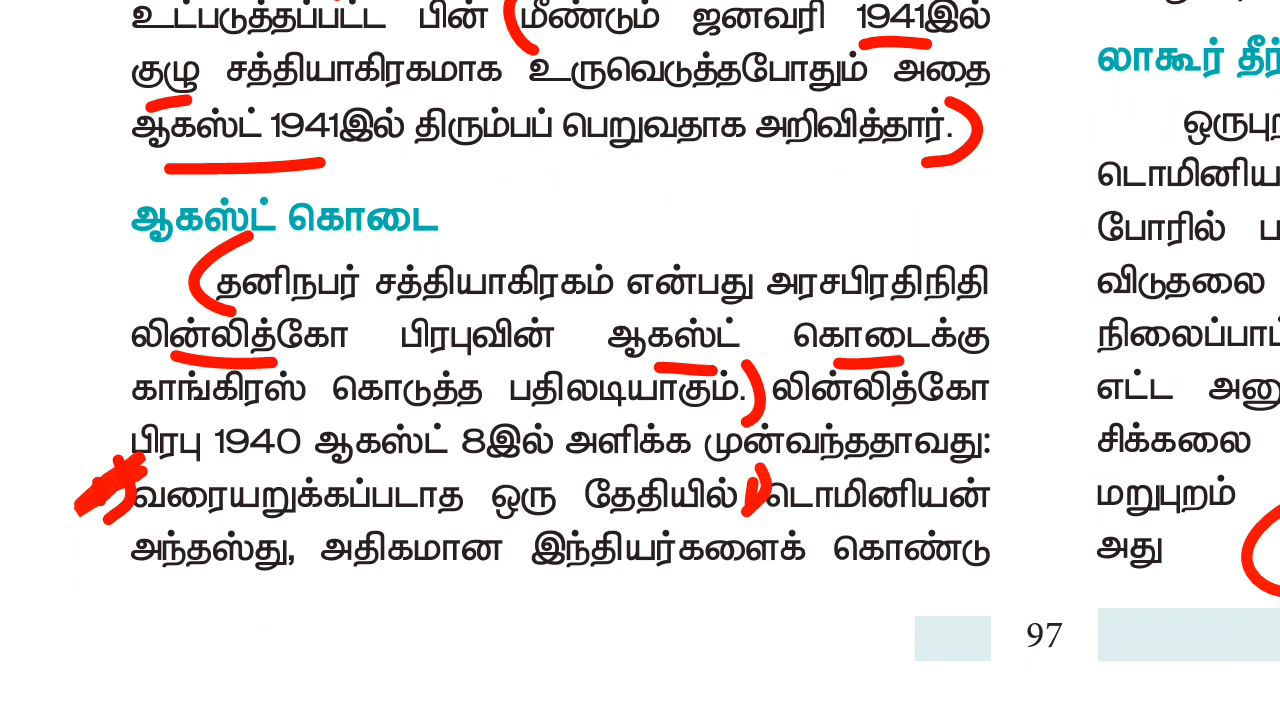 உட்படுத்தப்பட்ட பின் மீண்டும் ஜனவரி 1941இல்
குழு சத்தியாகிரகமாக உருவெடுத்தபோதும் அதை
ஆகஸ்ட் 1941இல் திரும்பப் பெறுவதாக அறிவித்தார்.
ஆகஸ்ட் கொடை
தனிநபர் சத்தியாகிரகம் என்பது அரசபிரதிநிதி
லின்லித்கோ பிரபுவின் ஆகஸ்ட் கொடைக்கு
காங்கிரஸ் கொடுத்த பதிலடியாகும். லின்லித்கோ
பிரபு 1940 ஆகஸ்ட் 8இல் அளிக்க முன்வந்ததாவது:
வரையறுக்கப்படாத ஒரு தேதியில் டொமினியன்
அந்தஸ்து, அதிகமான இந்தியர்களைக் கொண்டு
97
லாகூர்
போரில்
விடுதலை
எட்ட
சிக்கலை
மறுபுறம்
அது